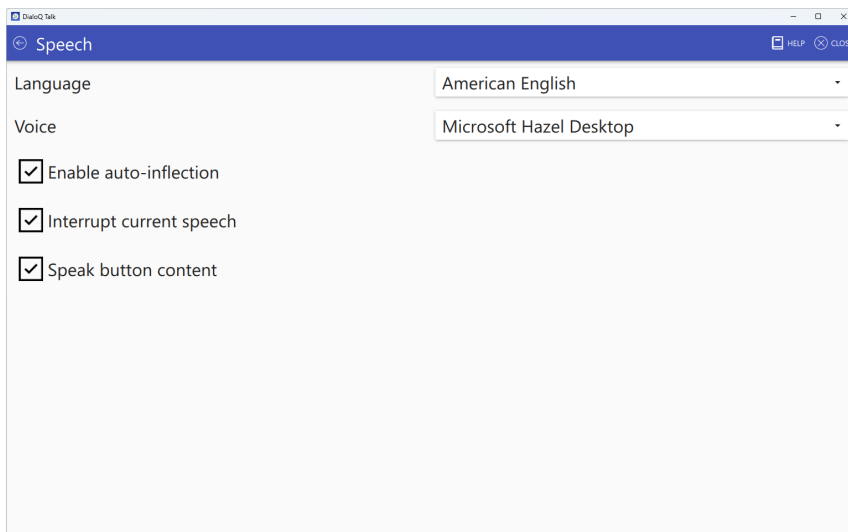 DialoQ Talk
Speech
HELP
CLOS
Language
American English
Voice
Microsoft Hazel Desktop
Enable auto-inflection
Interrupt current speech
Speak button content